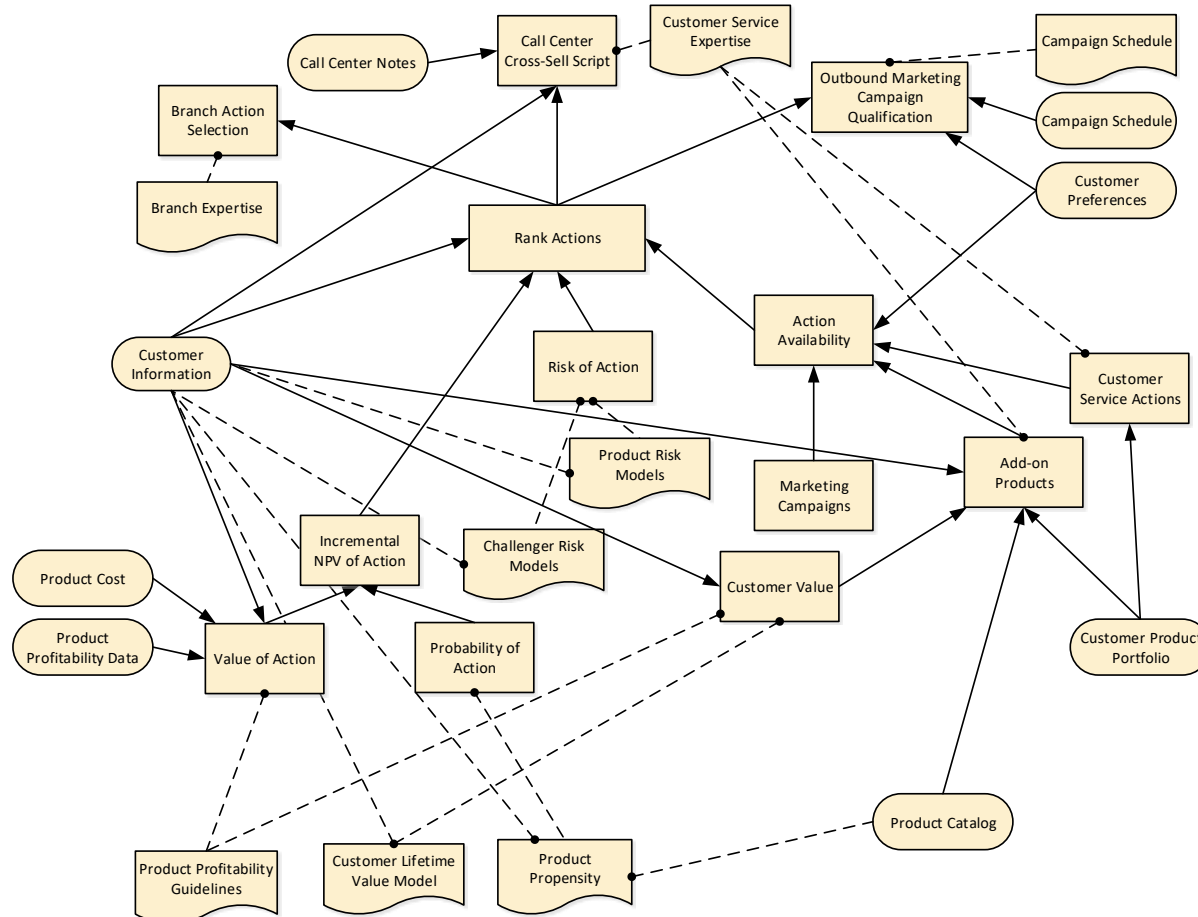 Customer Service
Expertise
Call Center
Cross-Sell Script
Campaign Schedule
Call Center Notes
Outbound Marketing
Campaign
Qualification
Branch Action
Selection
Campaign Schedule
Customer
Preferences
Branch Expertise
Rank Actions
Action
Availability
Customer
Information
Risk of Action
Customer
Service Actions
Product Risk
Models
Add-on
Products
Marketing
Campaigns
Incremental
NPV of Action
Challenger Risk
Models
Product Cost
Customer Value
Product
Profitability Data
Value of Action
Probability of
Action
Customer Product
Portfolio
Product Catalog
Product Profitability
Guidelines
Customer Lifetime
Value Model
Product
Propensity